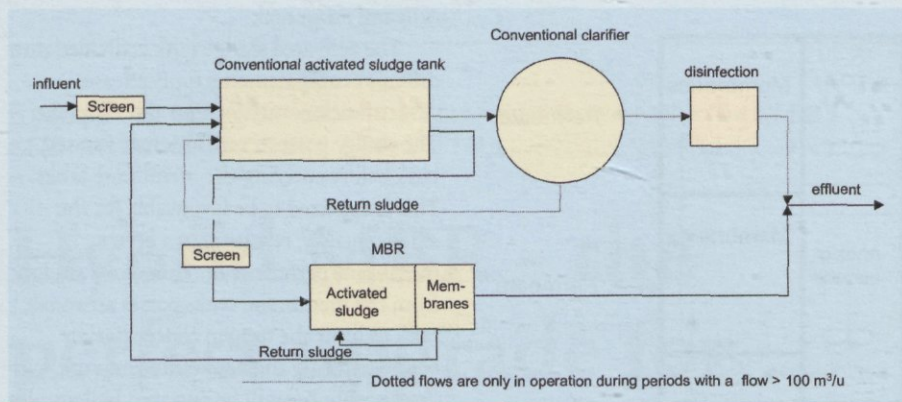 Conventional clarifier
Conventional activated sludge tank
disinfection
influent
Screen
Return sludge
effluent
Screen
MBR
Activated
sludge
Mem-
branes
Return sludge
Dotted flows are only in operation during periods with a flow > 100 m³/u